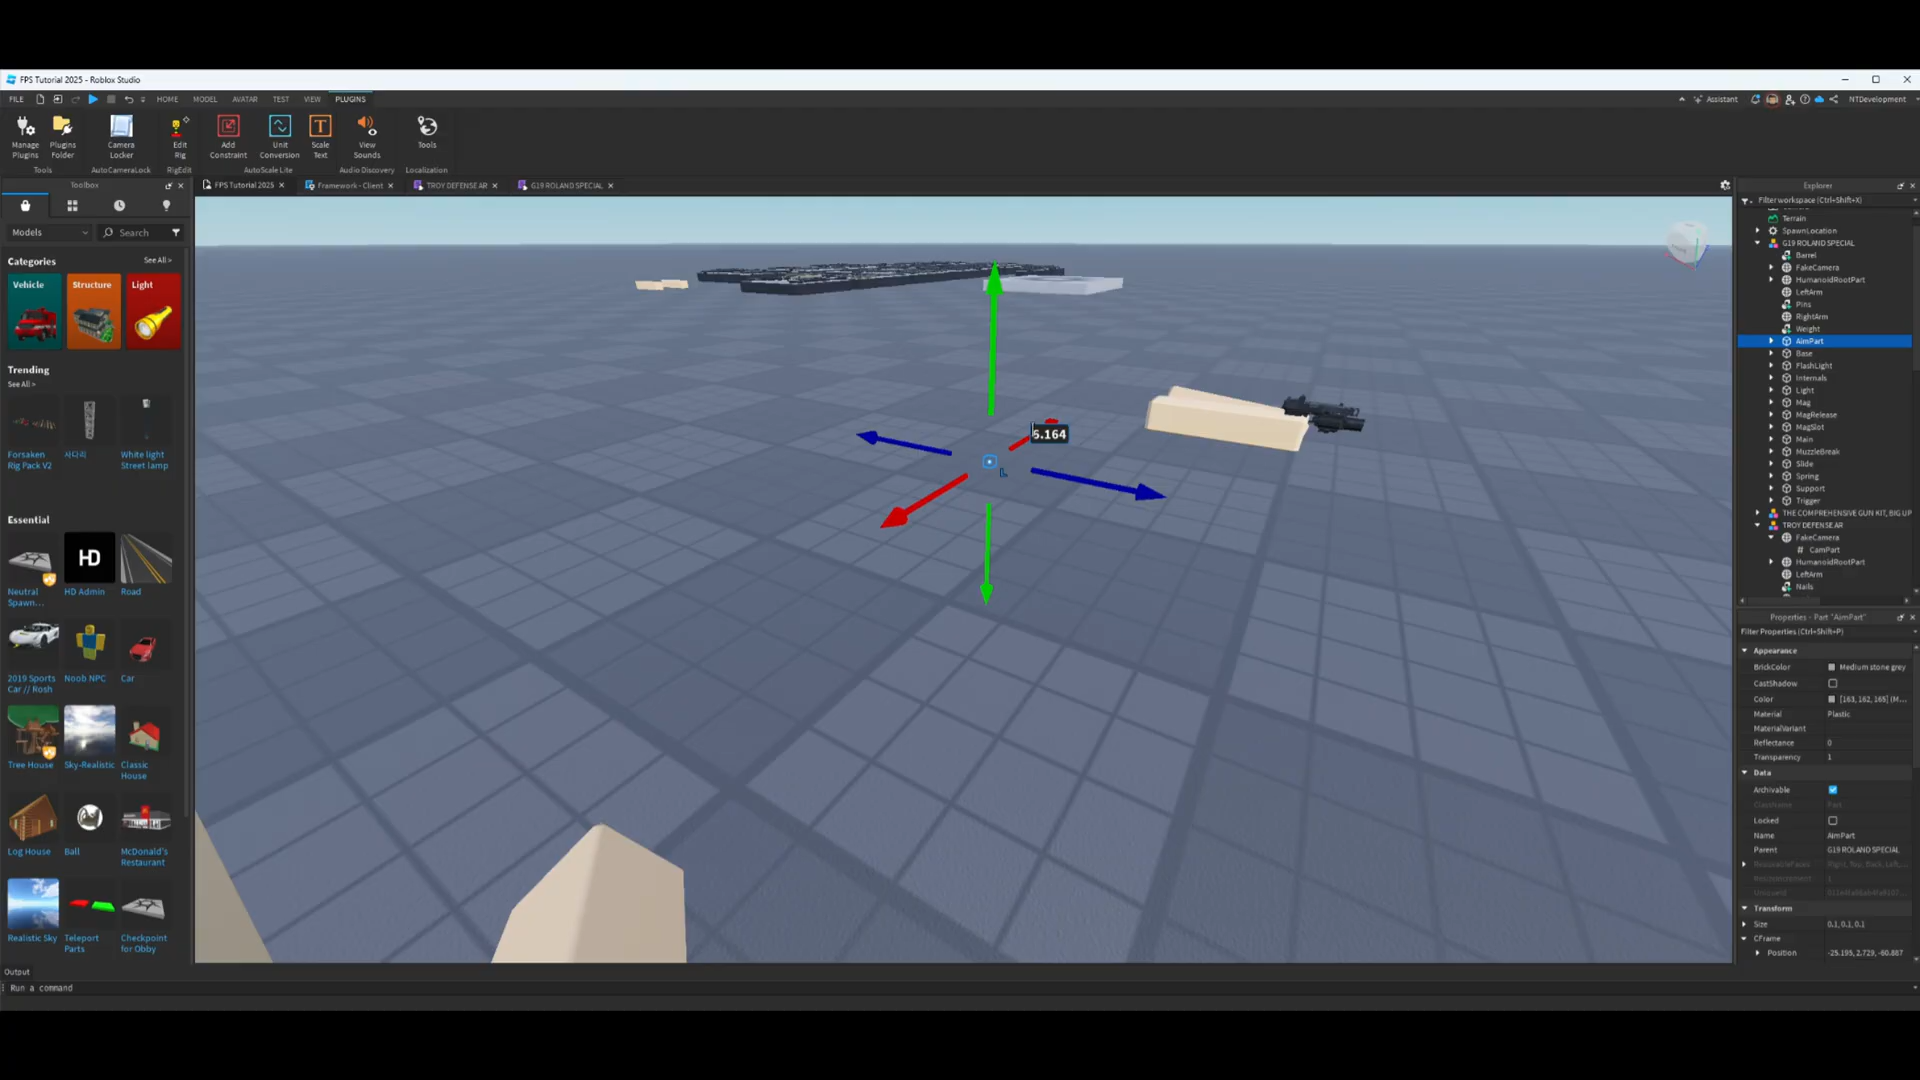 FPS Tutorial 2025 - Roblox Studio
FILE
HOME
MODEL
AVATAR
TEST
VIEW
PLUGINS
Assistant
NTDevelopment
Manage Plugins
Plugins Folder
Camera Locker
Edit Rig
Add Constraint
Unit Conversion
Scale Text
View Sounds
Tools
Tools
AutoCameraLock
RigEdit
AutoScale Lite
Audio Discovery
Localization
Toolbox
FPS Tutorial 2025
Framework - Client
TROY DEFENSE AR
G19 ROLAND SPECIAL
Models
Search
Categories
See All >
Vehicle
Structure
Light
Trending
See All >
Forsaken Rig Pack V2
사다리
White light Street lamp
Essential
HD
Neutral Spawn...
HD Admin
Road
2019 Sports Car // Rosh
Noob NPC
Car
Tree House
Sky-Realistic
Classic House
Log House
Ball
McDonald's Restaurant
Realistic Sky
Teleport Parts
Checkpoint for Obby
Output
Run a command
5.164
L
Explorer
Filter workspace (Ctrl+Shift+X)
Terrain
SpawnLocation
G19 ROLAND SPECIAL
Barrel
FakeCamera
HumanoidRootPart
LeftArm
Pins
RightArm
Weight
AimPart
Base
FlashLight
Internals
Light
Mag
MagRelease
MagSlot
Main
MuzzleBreak
Slide
Spring
Support
Trigger
THE COMPREHENSIVE GUN KIT, BIG UP
TROY DEFENSE AR
FakeCamera
CamPart
HumanoidRootPart
LeftArm
Nails
Properties - Part "AimPart"
Filter Properties (Ctrl+Shift+P)
Appearance
BrickColor Medium stone grey
CastShadow
Color [163, 162, 165] (M...
Material Plastic
MaterialVariant
Reflectance 0
Transparency 1
Data
Archivable
ClassName Part
Locked
Name AimPart
Parent G19 ROLAND SPECIAL
Transform
Size 0.1, 0.1, 0.1
CFrame
Position -25.195, 2.729, -60.887